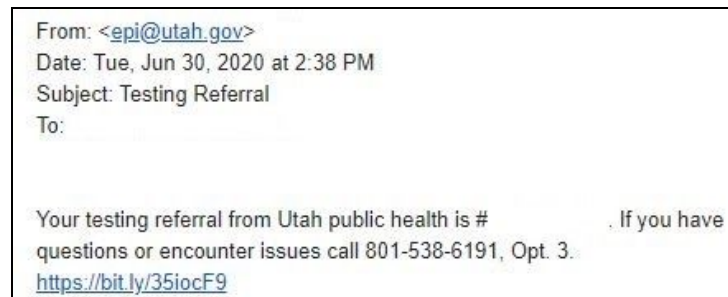 From: <epi@utah.gov>
Date: Tue, Jun 30, 2020 at 2:38 PM
Subject: Testing Referral
To:
Your testing referral from Utah public health is # . If you have
questions or encounter issues call 801-538-6191, Opt. 3.
https://bit.ly/35iocF9